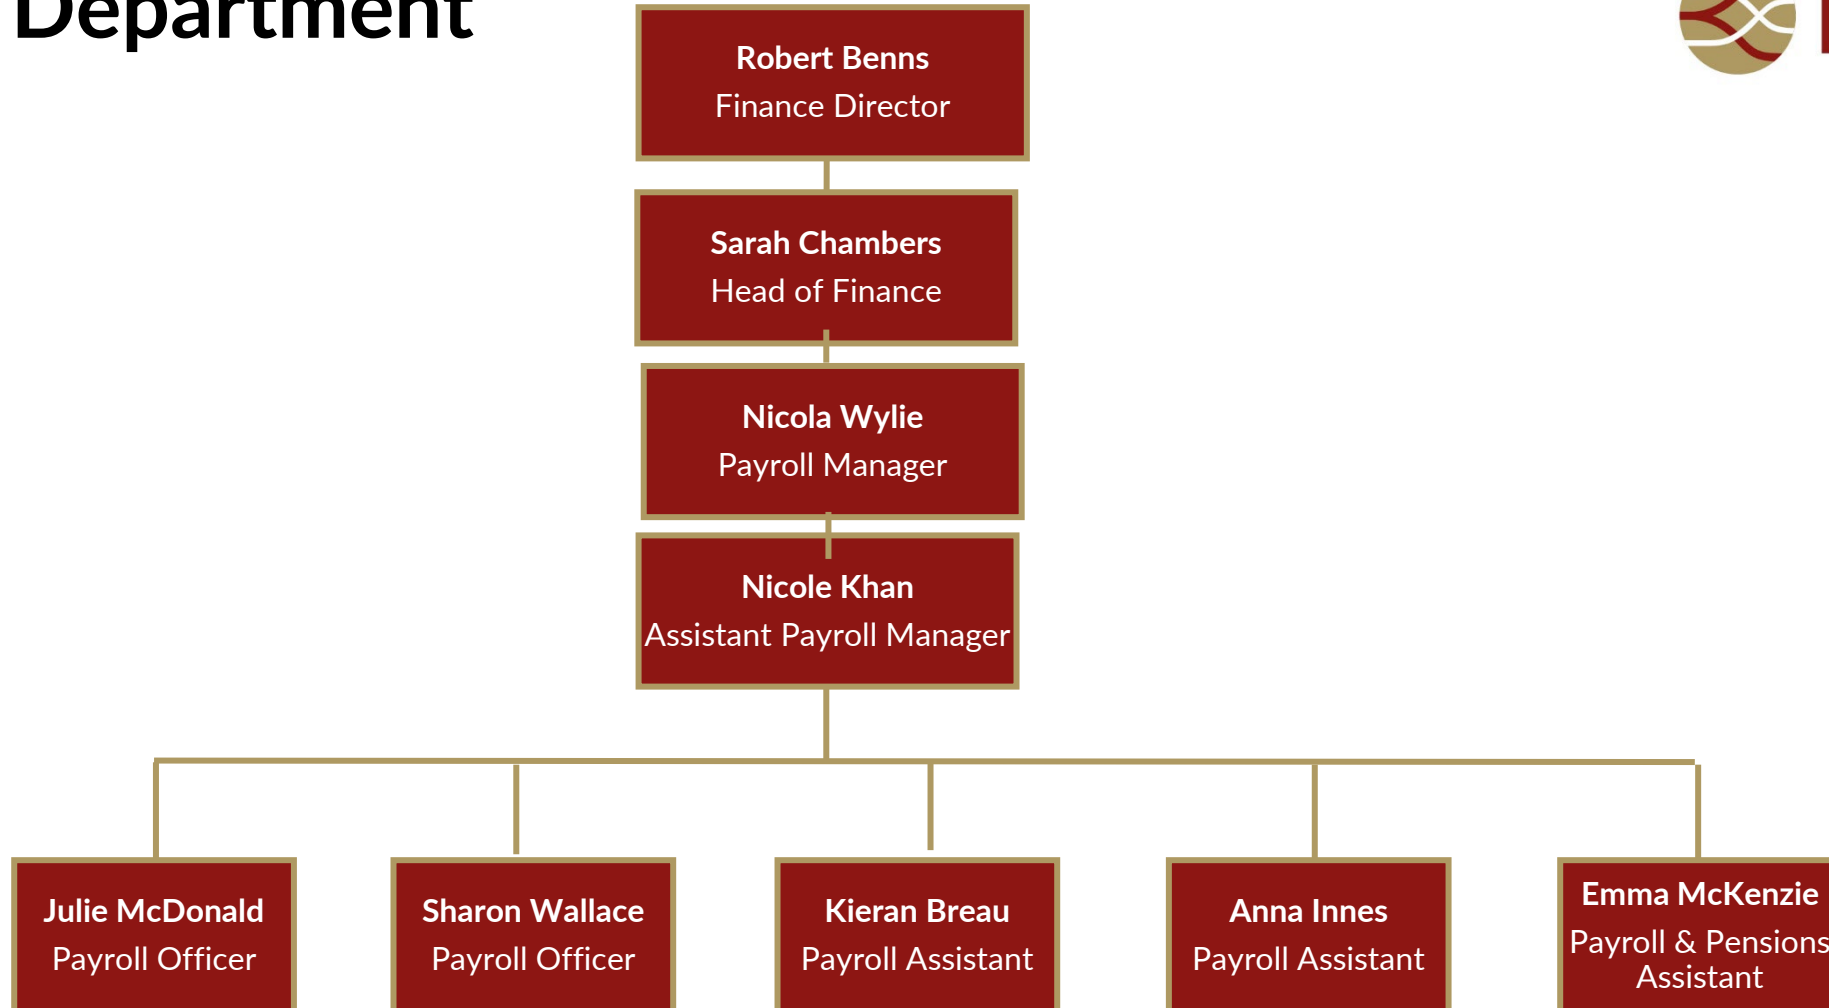 Department
Robert Benns
Finance Director
Sarah Chambers
Head of Finance
Nicola Wylie
Payroll Manager
Nicole Khan
Assistant Payroll Manager
Julie McDonald
Payroll Officer
Sharon Wallace
Payroll Officer
Kieran Breau
Payroll Assistant
Anna Innes
Payroll Assistant
Emma McKenzie
Payroll & Pensions
Assistant